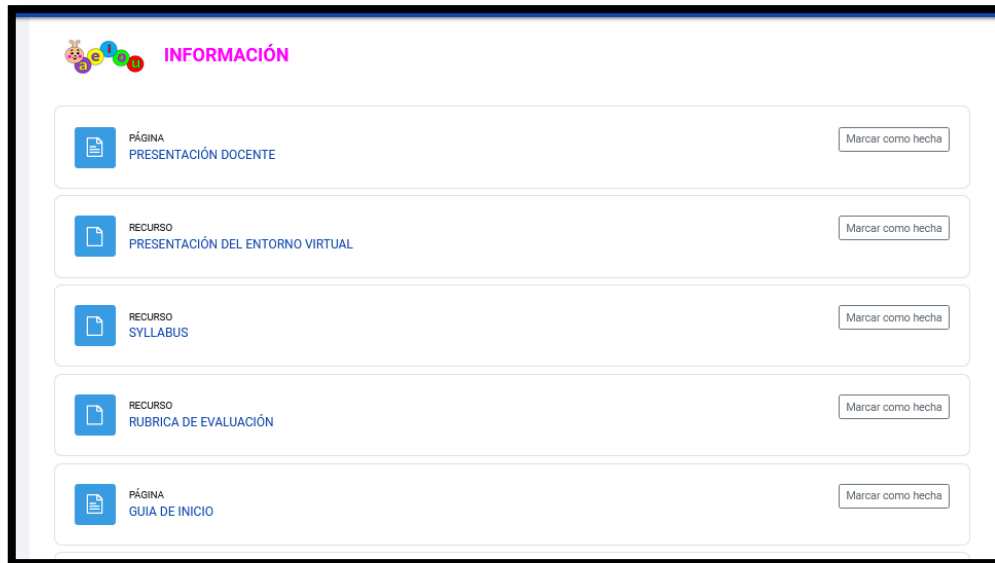 aeiou INFORMACIÓN
PÁGINA
PRESENTACIÓN DOCENTE
Marcar como hecha
RECURSO
PRESENTACIÓN DEL ENTORNO VIRTUAL
Marcar como hecha
RECURSO
SYLLABUS
Marcar como hecha
RECURSO
RUBRICA DE EVALUACIÓN
Marcar como hecha
PÁGINA
GUIA DE INICIO
Marcar como hecha